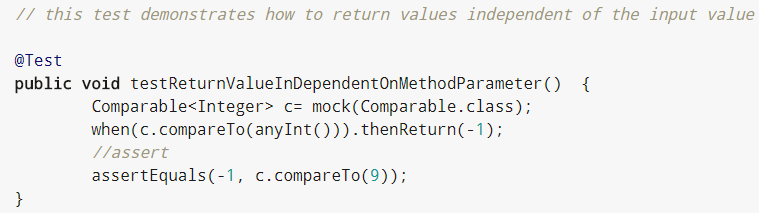 // this test demonstrates how to return values independent of the input value
@Test
public void testReturnValueInDependentOnMethodParameter() {
Comparable<Integer> c= mock(Comparable.class);
when(c.compareTo(anyInt())).thenReturn(-1);
//assert
assertEquals(-1, c.compareTo(9));
}